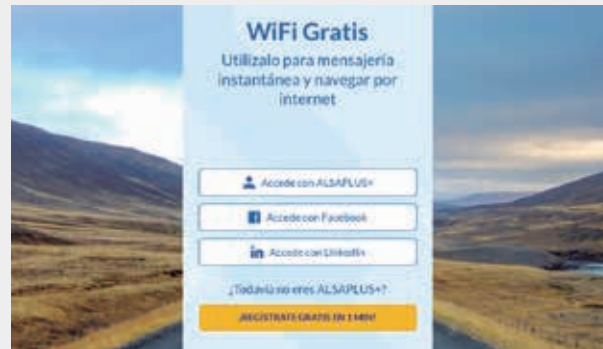 WiFi Gratis
Utilízalo para mensajería
instantánea y navegar por
internet
Accede con ALSAPLUS+
Accede con Facebook
in Accede con LinkedIn
¿Todavía no eres ALSAPLUS+?
¡REGÍSTRATE GRATIS EN 1 MIN!